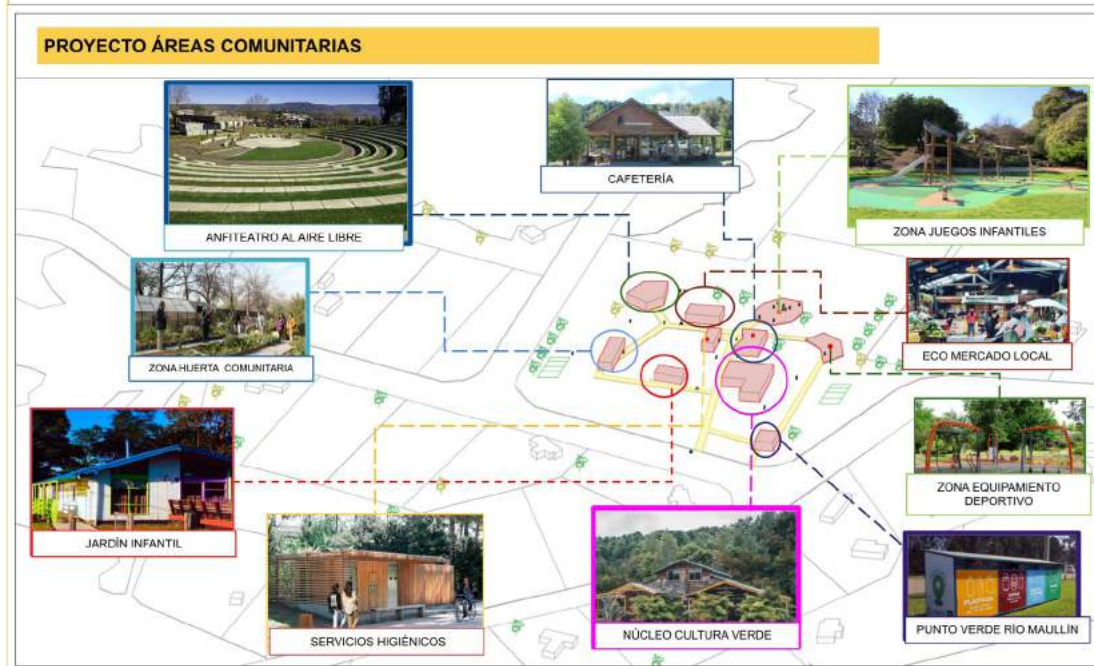 PROYECTO ÁREAS COMUNITARIAS
ANFITEATRO AL AIRE LIBRE
CAFETERÍA
ZONA JUEGOS INFANTILES
ZONA HUERTA COMUNITARIA
ECO MERCADO LOCAL
JARDÍN INFANTIL
ZONA EQUIPAMIENTO
DEPORTIVO
SERVICIOS HIGIÉNICOS
NÚCLEO CULTURA VERDE
PUNTO VERDE RÍO MAULLÍN